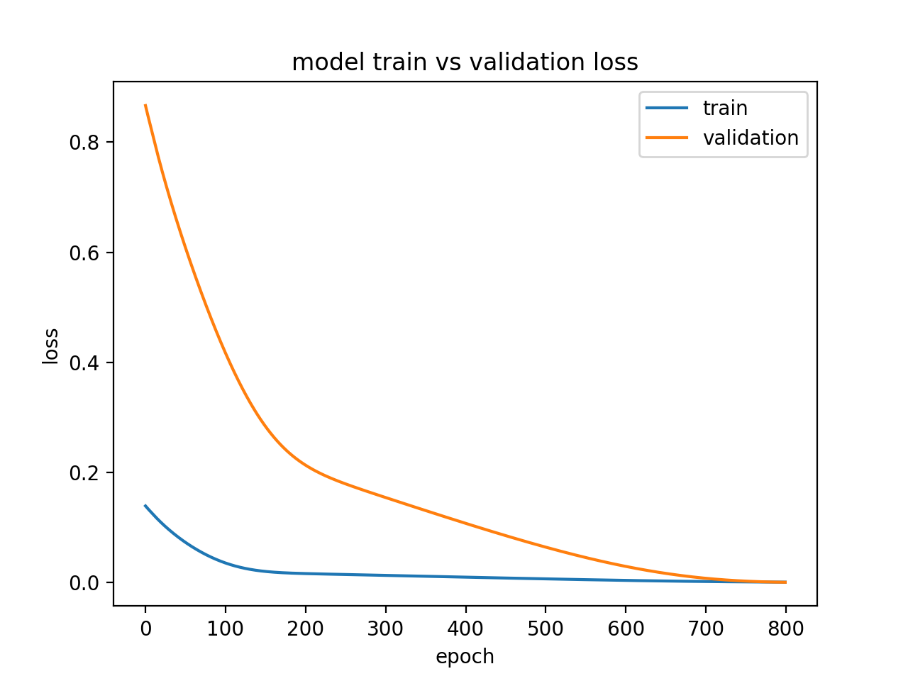 model train vs validation loss
train
validation
0.8
0.6
0.4
0.2
0.0
loss
0 100 200 300 400 500 600 700 800
epoch